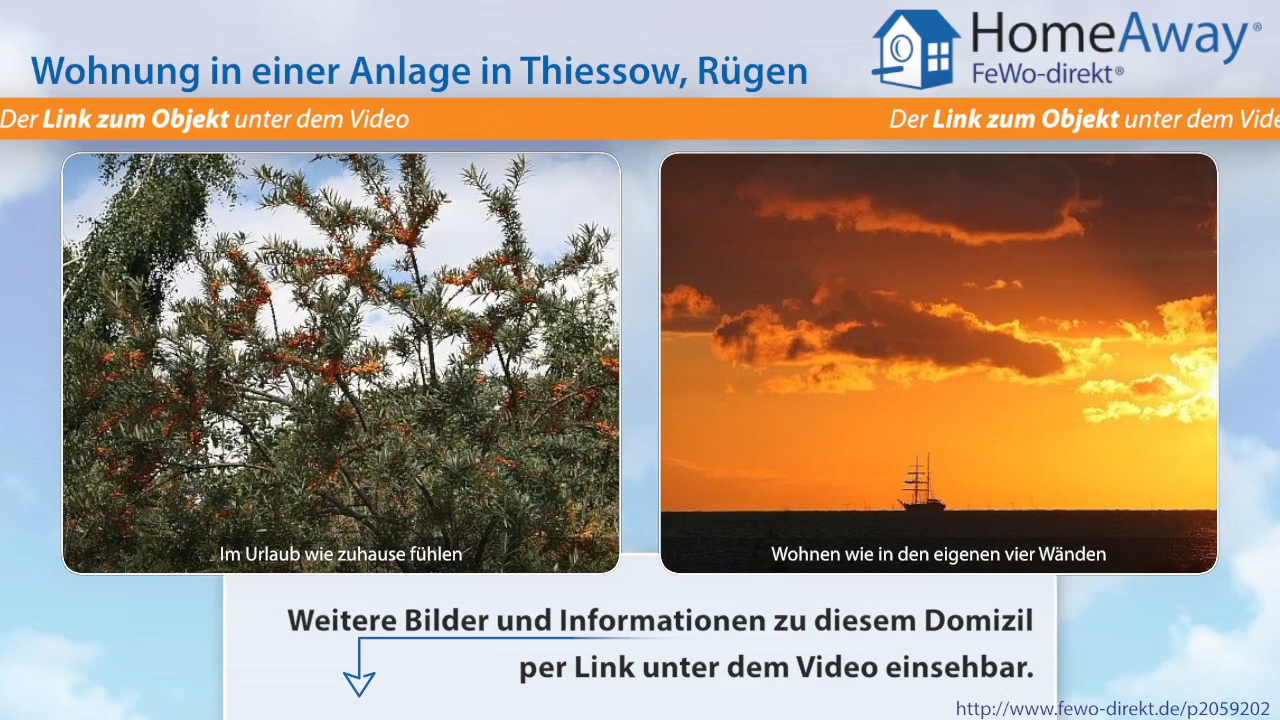 HomeAway®
FeWo-direkt®
Wohnung in einer Anlage in Thiessow, Rügen
Der Link zum Objekt unter dem Video
Der Link zum Objekt unter dem Vide
Im Urlaub wie zuhause fühlen
Wohnen wie in den eigenen vier Wänden
Weitere Bilder und Informationen zu diesem Domizil
per Link unter dem Video einsehbar.
http://www.fewo-direkt.de/p2059202